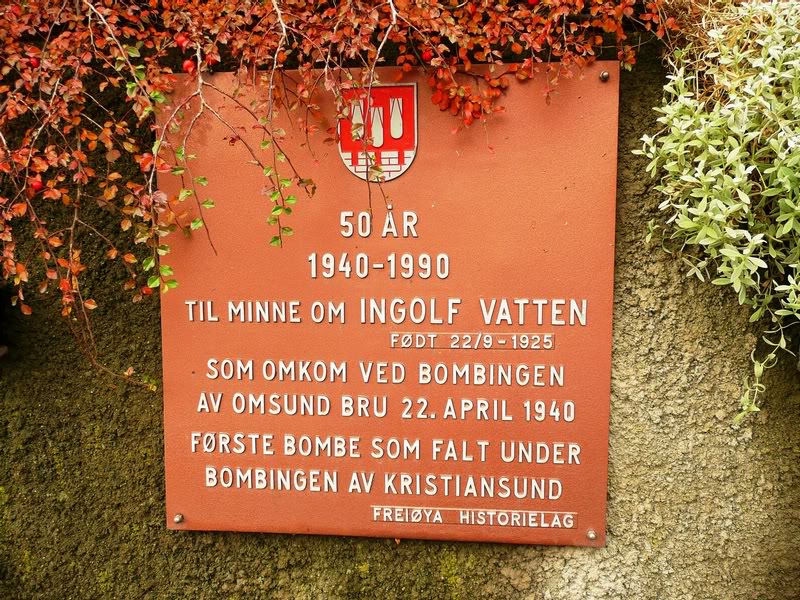 50 ÅR
1940-1990
TIL MINNE OM INGOLF VATTEN
FØDT 22/9-1925
SOM OMKOM VED BOMBINGEN
AV OMSUND BRU 22. APRIL 1940
FØRSTE BOMBE SOM FALT UNDER
BOMBINGEN AV KRISTIANSUND
FREIØYA HISTORIELAG